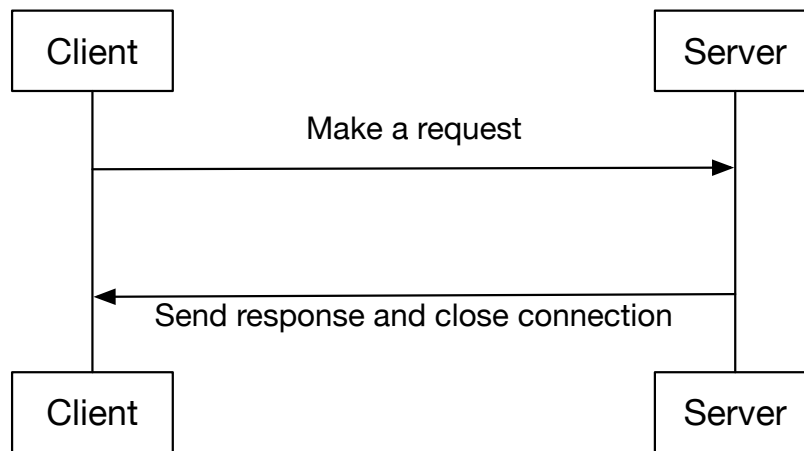 Client
Server
Make a request
Send response and close connection
Client
Server